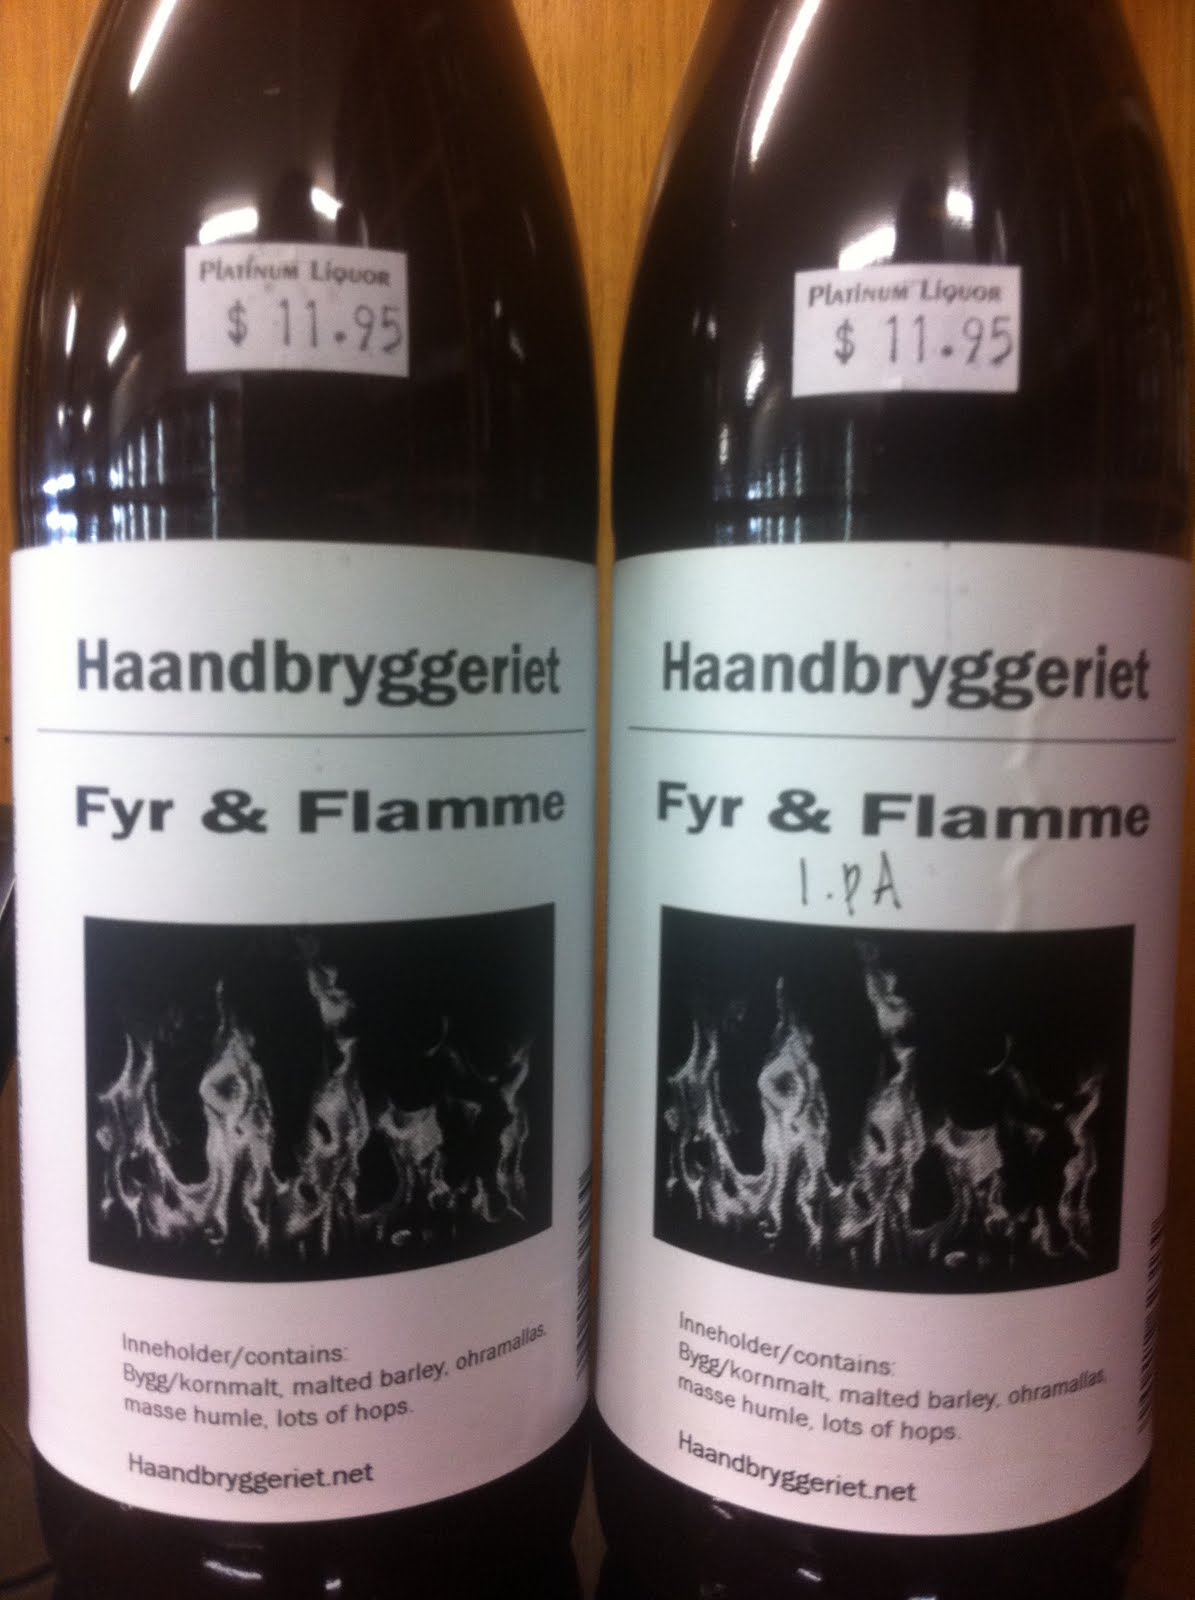 Platinum Liquor
$ 11.95
Haandbryggeriet
Fyr & Flamme
Inneholder/contains:
Bygg/kornmalt, malted barley, ohramallas,
masse humle, lots of hops.
Haandbryggeriet.net
Platinum Liquor
$ 11.95
Haandbryggeriet
Fyr & Flamme
I.PA
Inneholder/contains:
Bygg/kornmalt, malted barley, ohramallas,
masse humle, lots of hops.
Haandbryggeriet.net